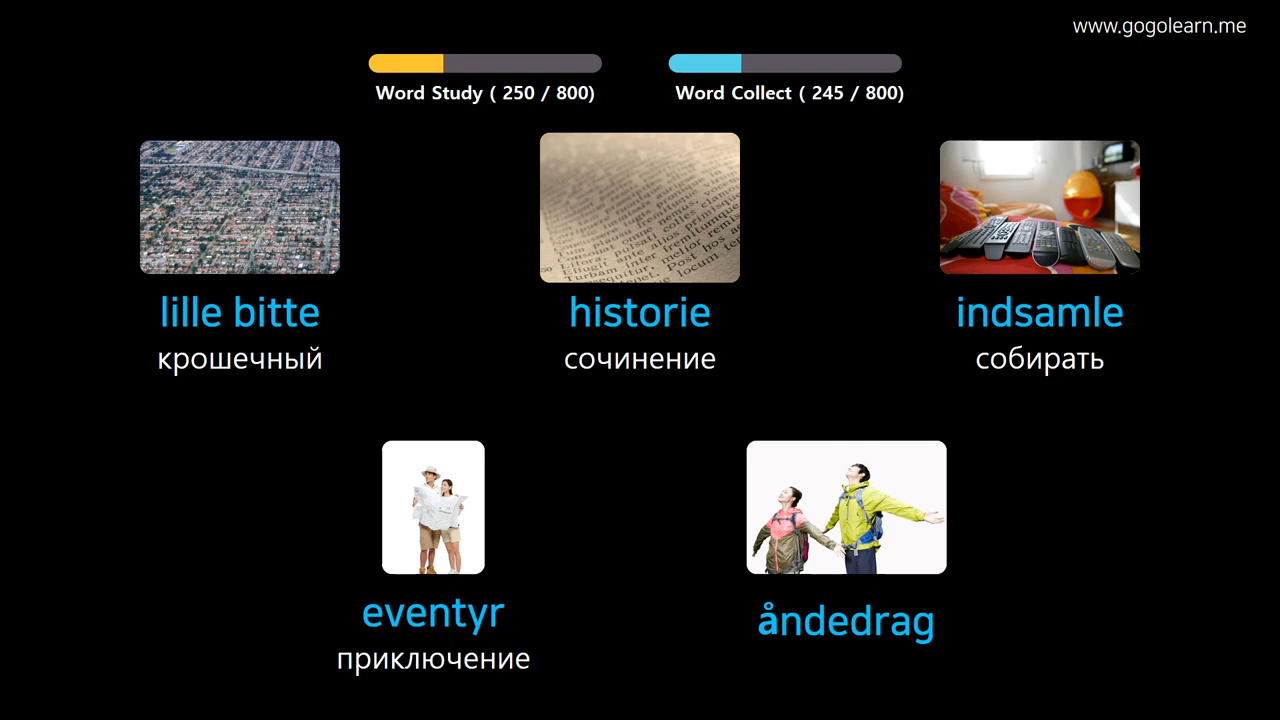 www.gogolearn.me
Word Study ( 250 / 800)
Word Collect ( 245 / 800)
lille bitte
крошечный
historie
сочинение
indsamle
собирать
eventyr
приключение
åndedrag